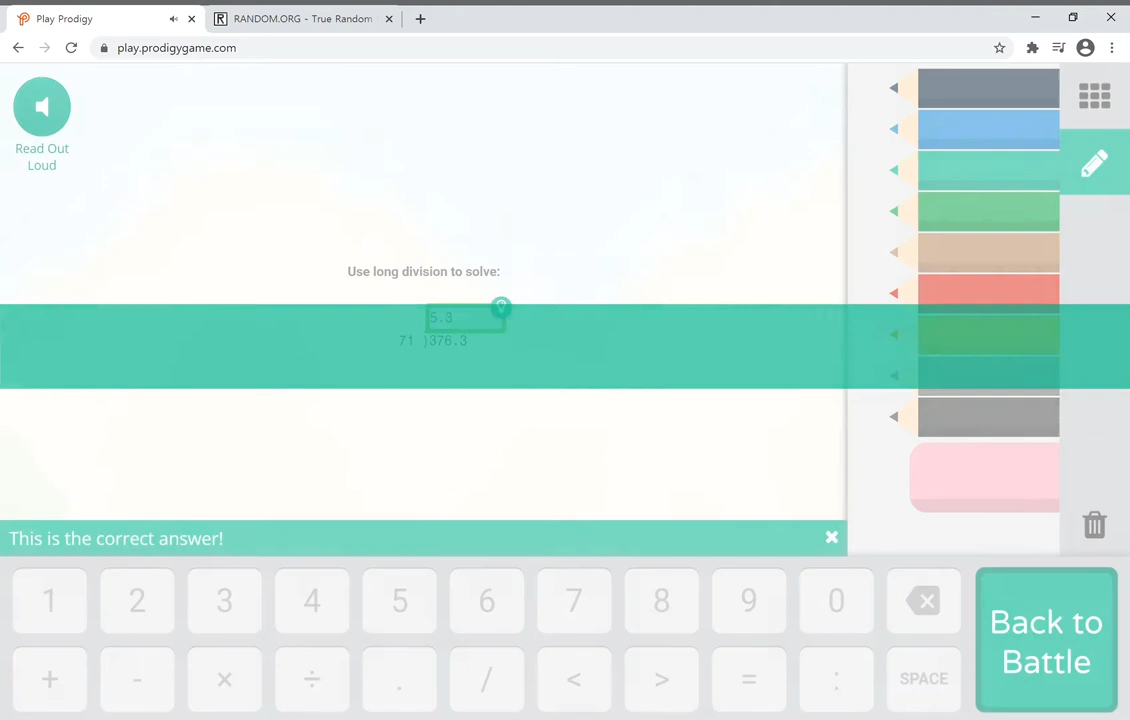 Play Prodigy
RANDOM.ORG - True Random
play.prodigygame.com
Read Out
Loud
Use long division to solve:
5.3
71 )376.3
This is the correct answer!
1 2 3 4 5 6 7 8 9 0
+ - × ÷ . / < > = : SPACE
Back to
Battle